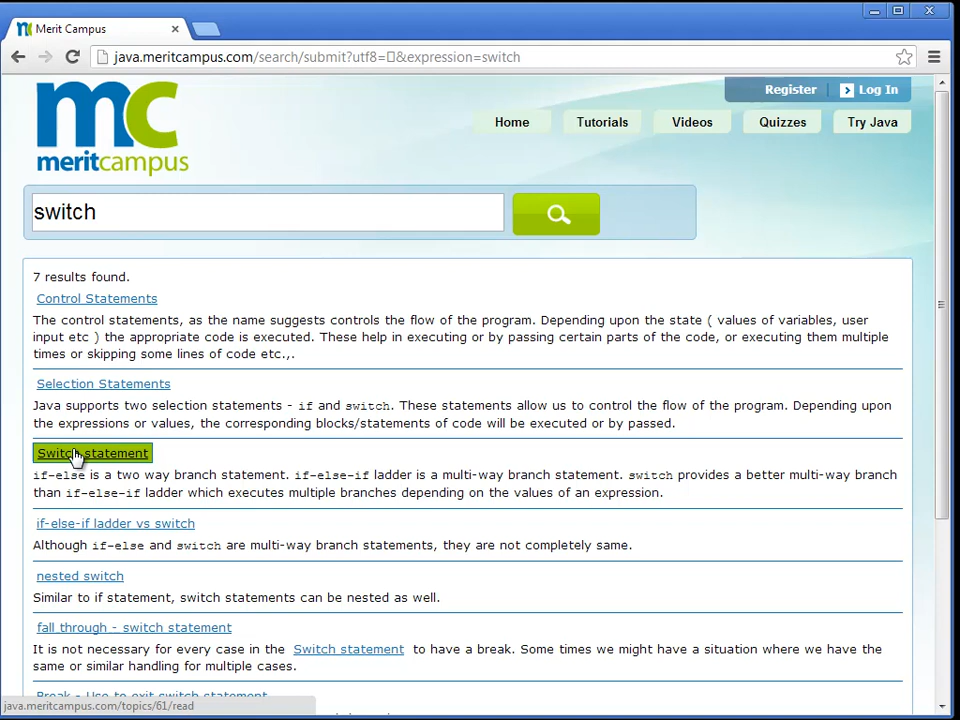 Merit Campus
java.meritcampus.com/search/submit?utf8=&expression=switch
Register
Log In
mc
meritcampus
Home
Tutorials
Videos
Quizzes
Try Java
switch
7 results found.
Control Statements
The control statements, as the name suggests controls the flow of the program. Depending upon the state ( values of variables, user
input etc ) the appropriate code is executed. These help in executing or by passing certain parts of the code, or executing them multiple
times or skipping some lines of code etc.,.
Selection Statements
Java supports two selection statements - if and switch. These statements allow us to control the flow of the program. Depending upon
the expressions or values, the corresponding blocks/statements of code will be executed or by passed.
Switch statement
if-else is a two way branch statement. if-else-if ladder is a multi-way branch statement. switch provides a better multi-way branch
than if-else-if ladder which executes multiple branches depending on the values of an expression.
if-else-if ladder vs switch
Although if-else and switch are multi-way branch statements, they are not completely same.
nested switch
Similar to if statement, switch statements can be nested as well.
fall through - switch statement
It is not necessary for every case in the Switch statement to have a break. Some times we might have a situation where we have the
same or similar handling for multiple cases.
Break - Use to exit switch statement
java.meritcampus.com/topics/61/read